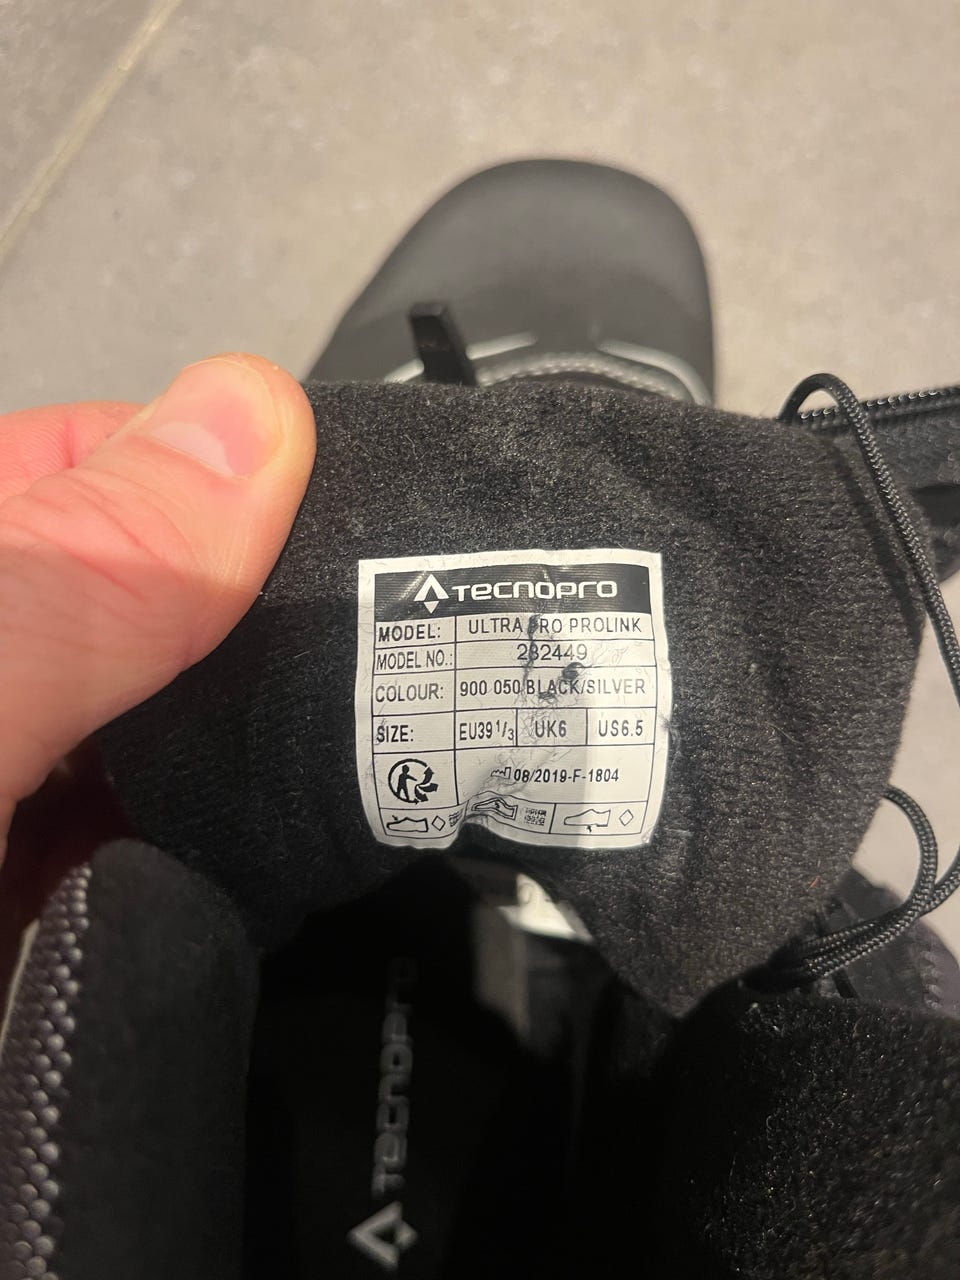 TECNOPRO
MODEL: ULTRA PRO PROLINK
MODEL NO.: 282449
COLOUR: 900 050 BLACK/SILVER
SIZE: EU39 1/3 UK6 US6.5
08/2019-F-1804
TECNOPRO